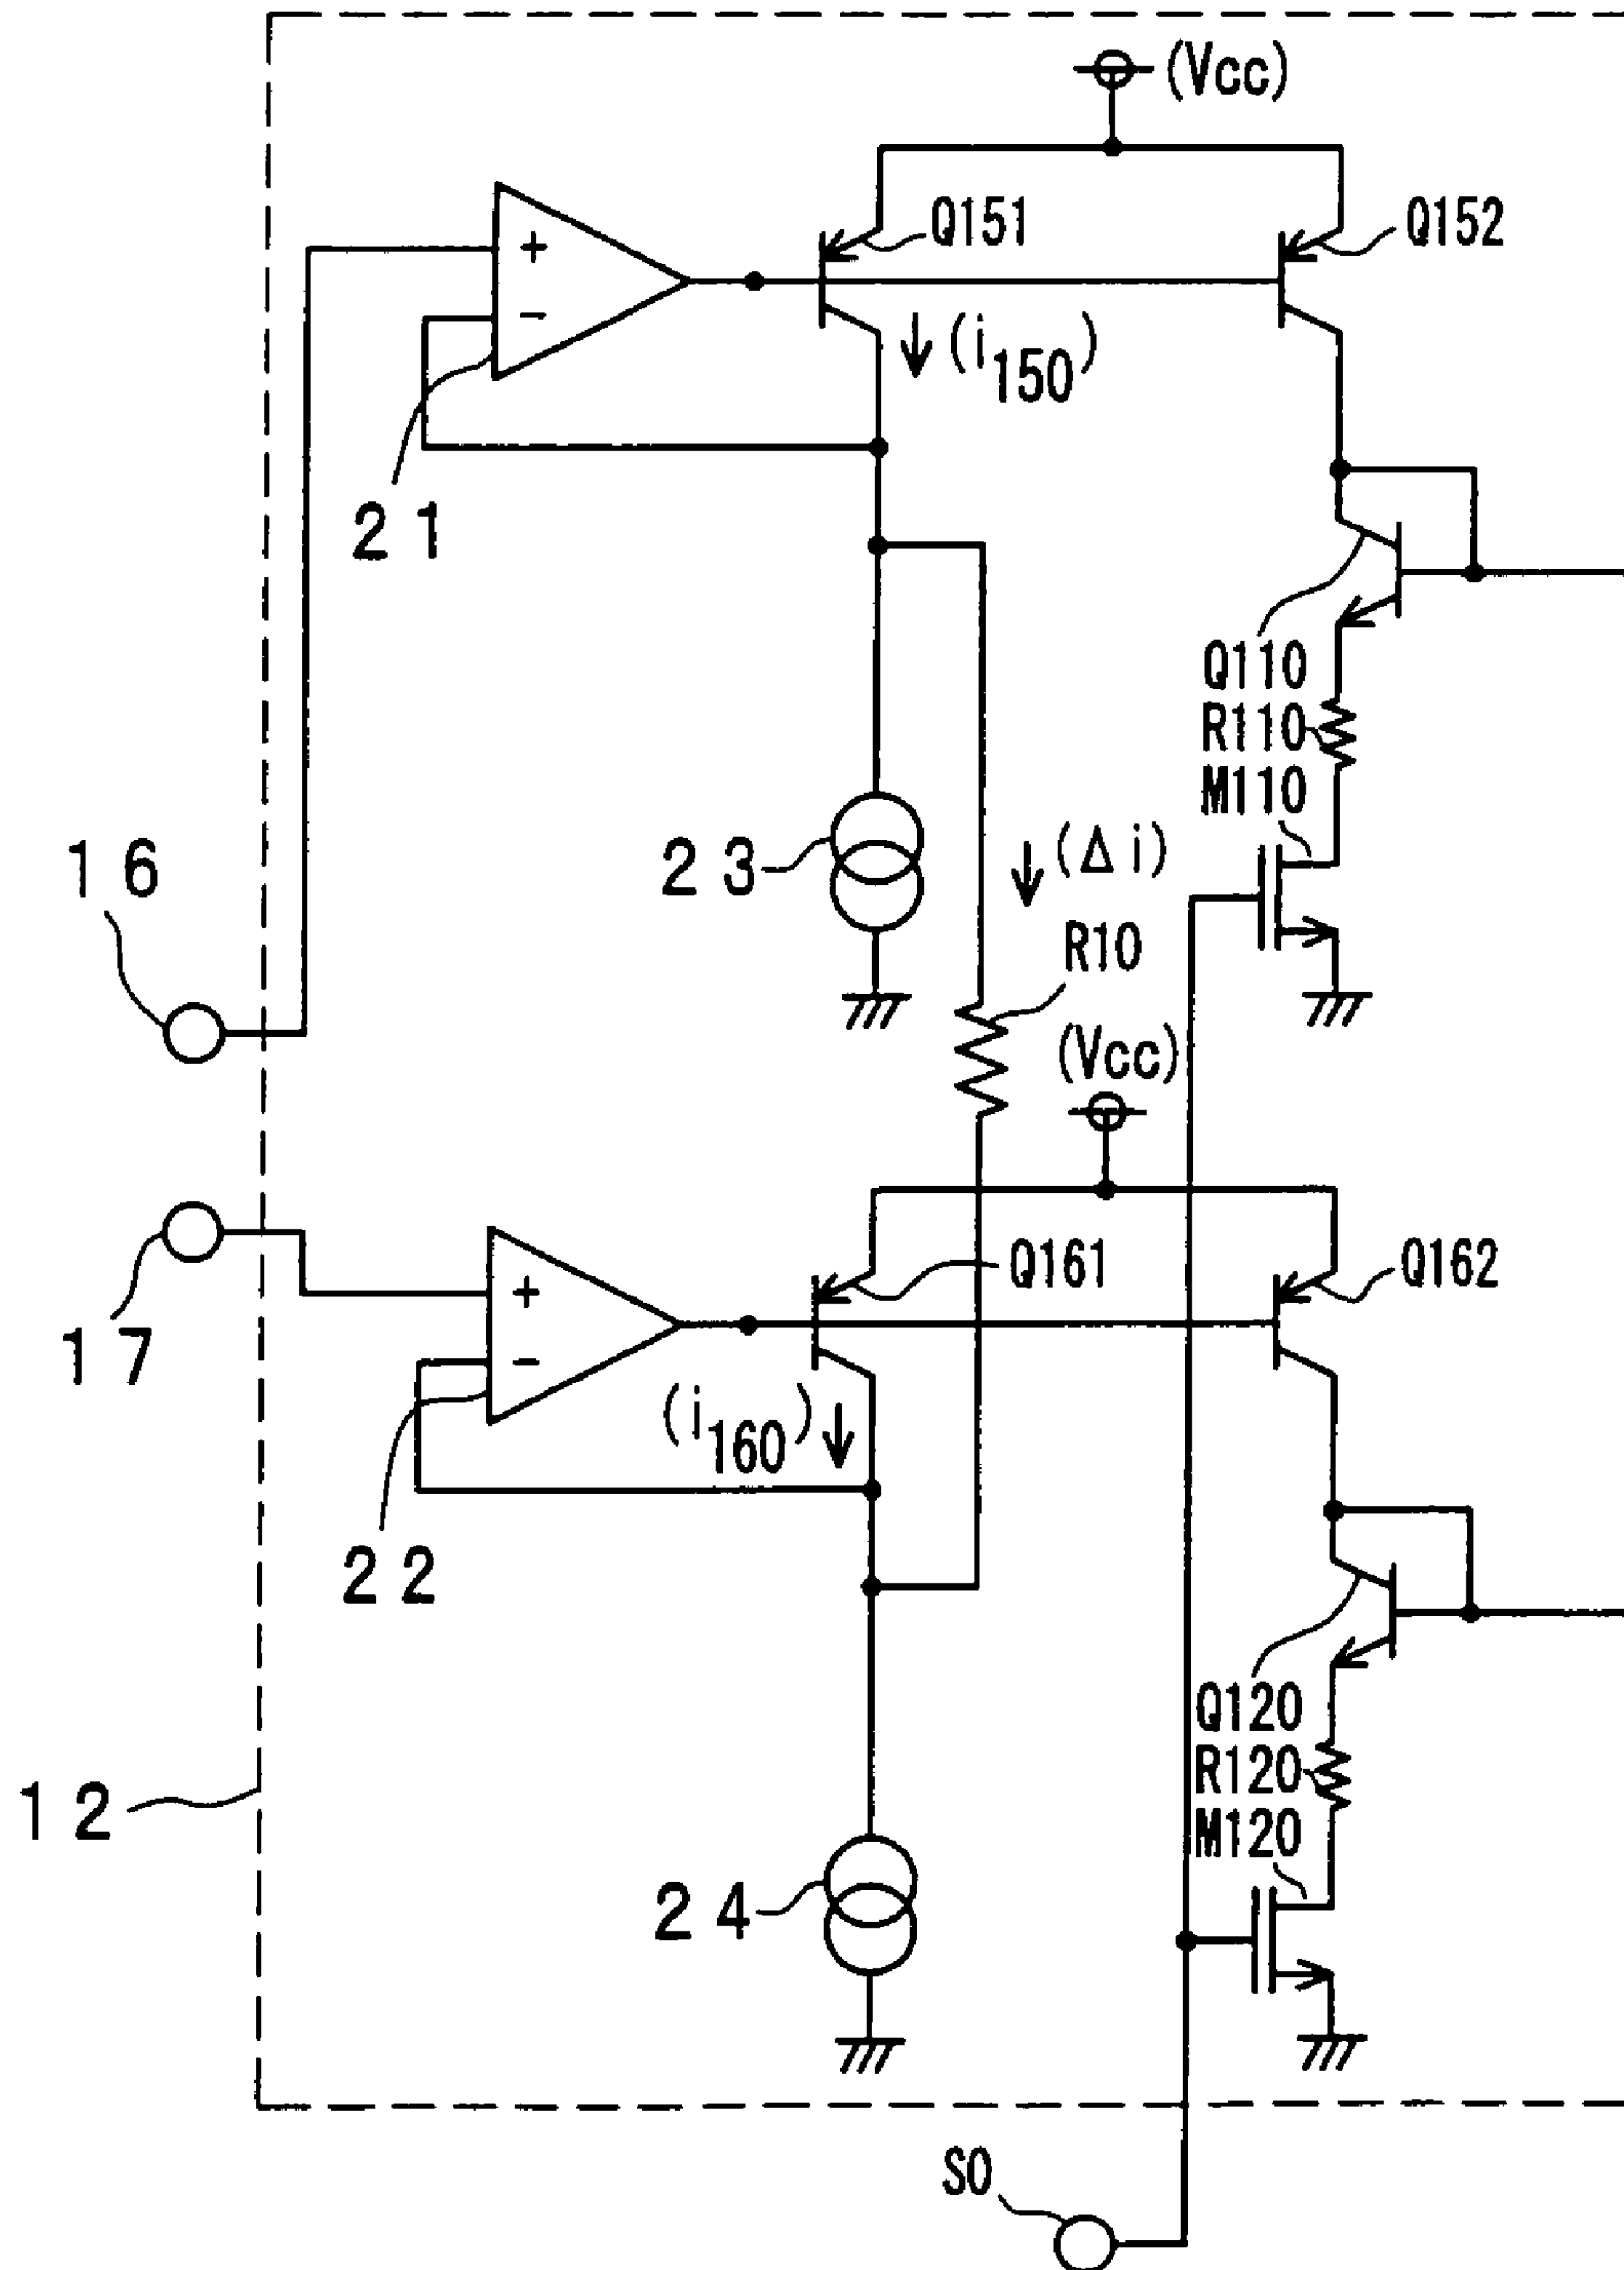 (Vcc)
Q151
Q152
+
-
(i150)
21
Q110
R110
M110
16
23
(Δi)
R10
(Vcc)
17
+
-
Q161
Q162
(i160)
22
Q120
R120
M120
12
24
S0